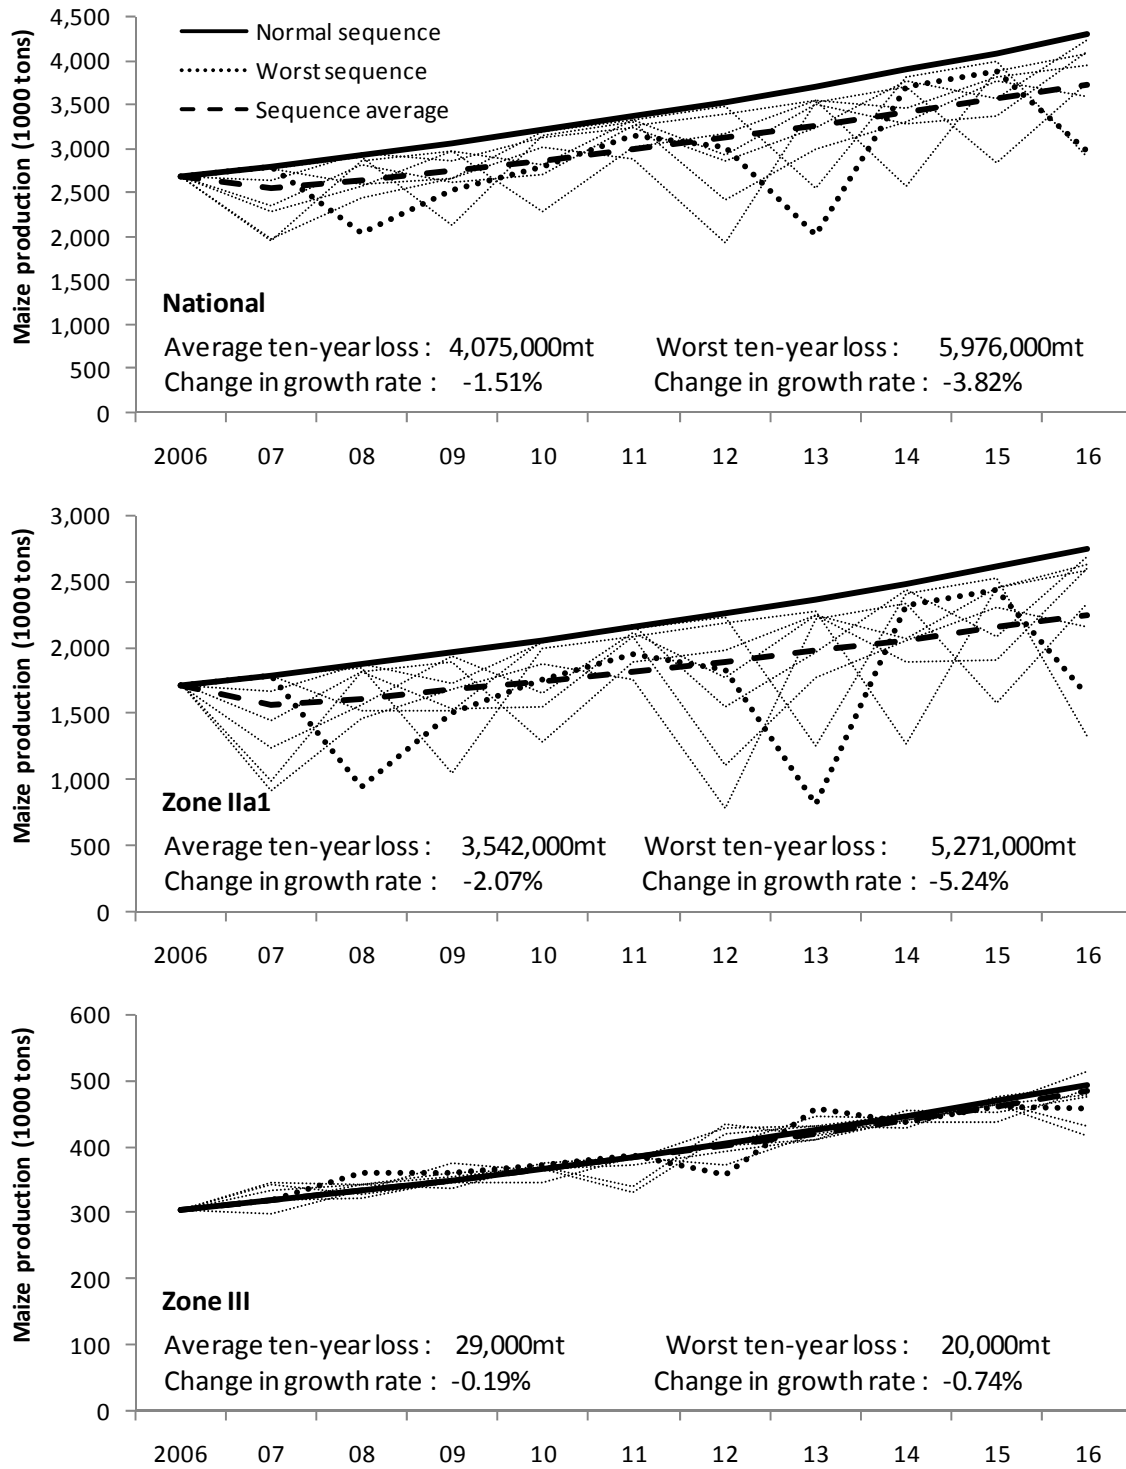 Maize production (1000 tons)
4,500
4,000
3,500
3,000
2,500
2,000
1,500
1,000
500
0
Normal sequence
Worst sequence
Sequence average
National
Average ten-year loss : 4,075,000mt Worst ten-year loss : 5,976,000mt
Change in growth rate : -1.51% Change in growth rate : -3.82%
2006 07 08 09 10 11 12 13 14 15 16
Maize production (1000 tons)
3,000
2,500
2,000
1,500
1,000
500
0
Zone IIa1
Average ten-year loss : 3,542,000mt Worst ten-year loss : 5,271,000mt
Change in growth rate : -2.07% Change in growth rate : -5.24%
2006 07 08 09 10 11 12 13 14 15 16
Maize production (1000 tons)
600
500
400
300
200
100
0
Zone III
Average ten-year loss : 29,000mt Worst ten-year loss : 20,000mt
Change in growth rate : -0.19% Change in growth rate : -0.74%
2006 07 08 09 10 11 12 13 14 15 16